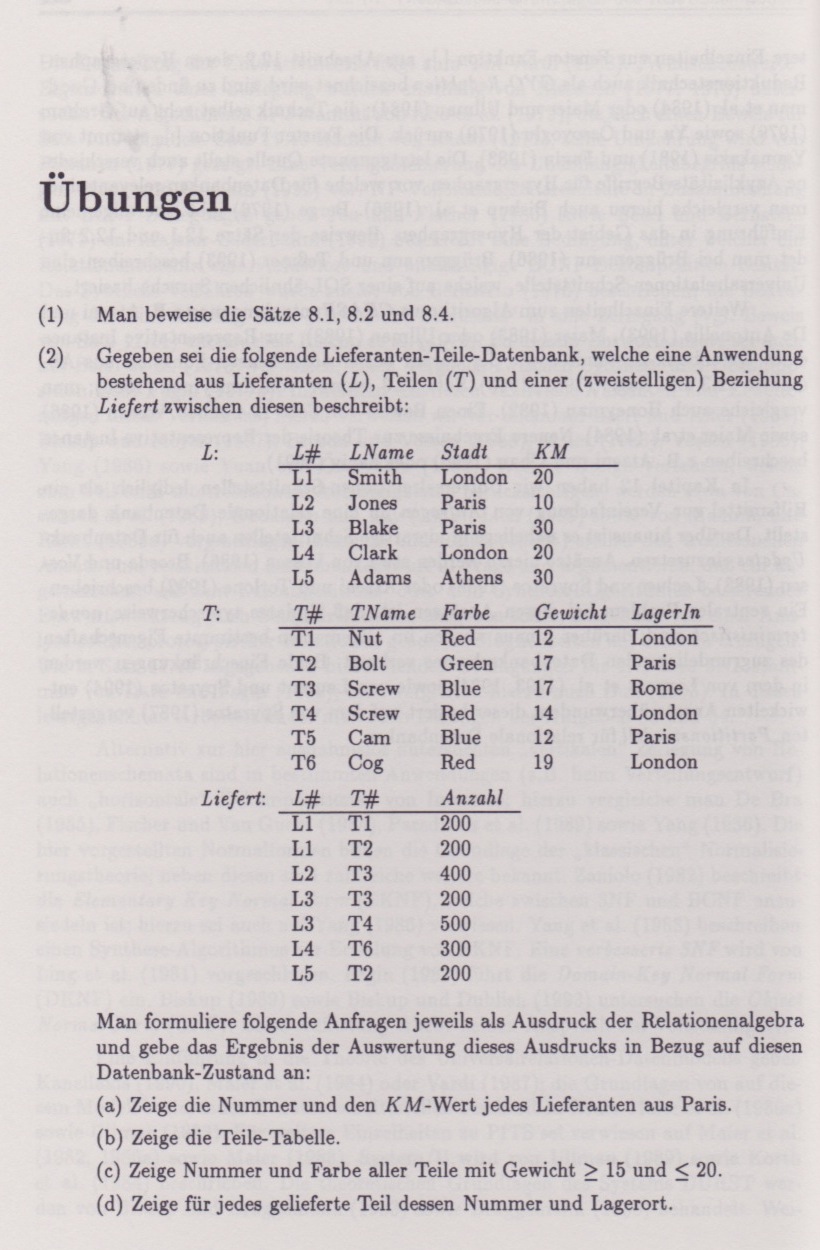 Übungen
(1) Man beweise die Sätze 8.1, 8.2 und 8.4.
(2) Gegeben sei die folgende Lieferanten-Teile-Datenbank, welche eine Anwendung
bestehend aus Lieferanten (L), Teilen (T) und einer (zweistelligen) Beziehung
Liefert zwischen diesen beschreibt:
L: L# LName Stadt KM
L1 Smith London 20
L2 Jones Paris 10
L3 Blake Paris 30
L4 Clark London 20
L5 Adams Athens 30
T: T# TName Farbe Gewicht LagerIn
T1 Nut Red 12 London
T2 Bolt Green 17 Paris
T3 Screw Blue 17 Rome
T4 Screw Red 14 London
T5 Cam Blue 12 Paris
T6 Cog Red 19 London
Liefert: L# T# Anzahl
L1 T1 200
L1 T2 200
L2 T3 400
L3 T3 200
L3 T4 500
L4 T6 300
L5 T2 200
Man formuliere folgende Anfragen jeweils als Ausdruck der Relationenalgebra
und gebe das Ergebnis der Auswertung dieses Ausdrucks in Bezug auf diesen
Datenbank-Zustand an:
(a) Zeige die Nummer und den KM-Wert jedes Lieferanten aus Paris.
(b) Zeige die Teile-Tabelle.
(c) Zeige Nummer und Farbe aller Teile mit Gewicht ≥ 15 und ≤ 20.
(d) Zeige für jedes gelieferte Teil dessen Nummer und Lagerort.